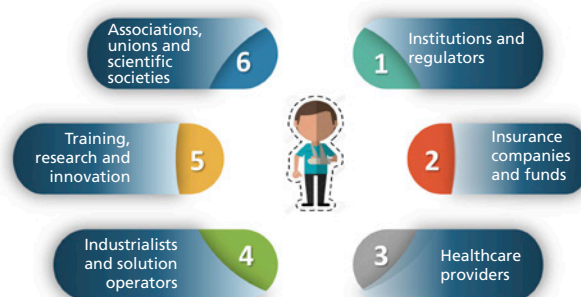 Associations,
unions and
scientific
societies
6
1
Institutions and
regulators
Training,
research and
innovation
5
2
Insurance
companies
and funds
Industrialists
and solution
operators
4
3
Healthcare
providers